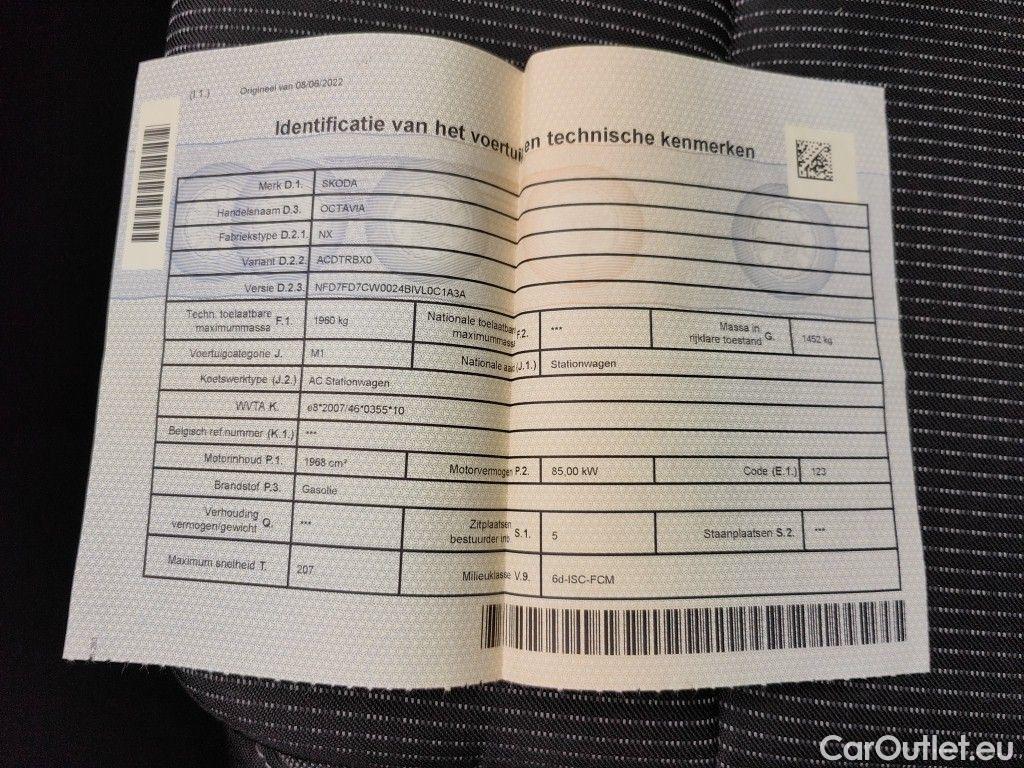 (I.1.) Origineel van 08/06/2022
Identificatie van het voertui en technische kenmerken
Merk D.1. SKODA
Handelsnaam D.3. OCTAVIA
Fabriekstype D.2.1. NX
Variant D.2.2. ACDTRBX0
Versie D.2.3. NFD7FD7CW0024BIVL0C1A3A
Techn. toelaatbare maximummassa F.1. 1960 kg Nationale toelaatbare maximummassa F.2. *** Massa in rijklare toestand G. 1452 kg
Voertuigcategorie J. M1 Nationale aard (J.1.) Stationwagen
Koetswerktype (J.2.) AC Stationwagen
WVTA K. e8*2007/46*0355*10
Belgisch ref.nummer (K.1.) ***
Motorinhoud P.1. 1968 cm³ Motorvermogen P.2. 85,00 kW Code (E.1.) 123
Brandstof P.3. Gasolie
Verhouding vermogen/gewicht Q. *** Zitplaatsen bestuurder inb S.1. 5 Staanplaatsen S.2. ***
Maximum snelheid T. 207 Milieuklasse V.9. 6d-ISC-FCM
CarOutlet.eu